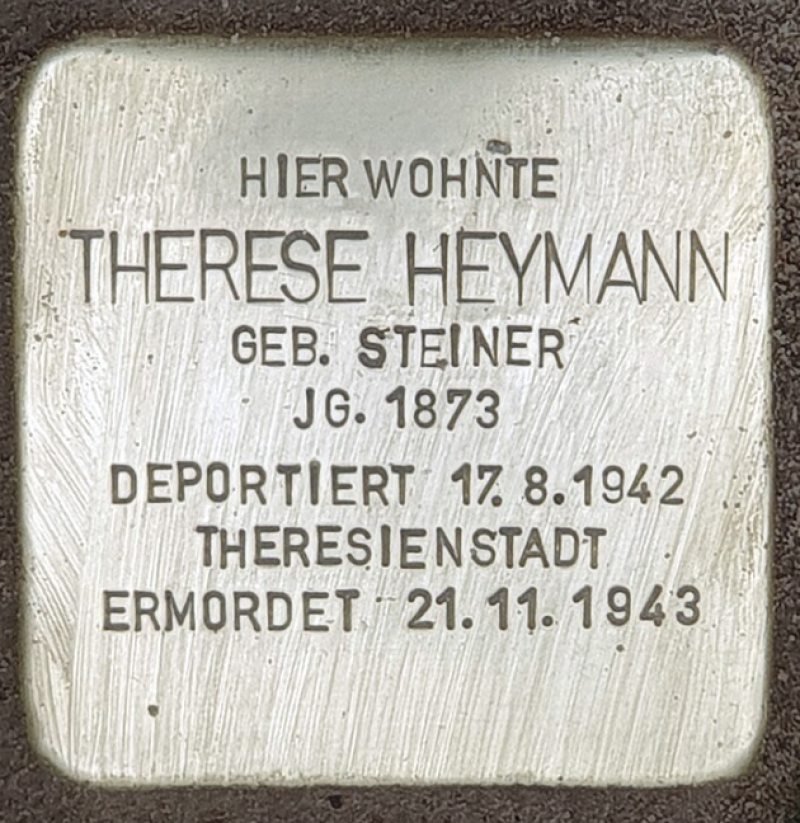 HIER WOHNTE
THERESE HEYMANN
GEB. STEINER
JG. 1873
DEPORTIERT 17. 8. 1942
THERESIENSTADT
ERMORDET 21. 11. 1943